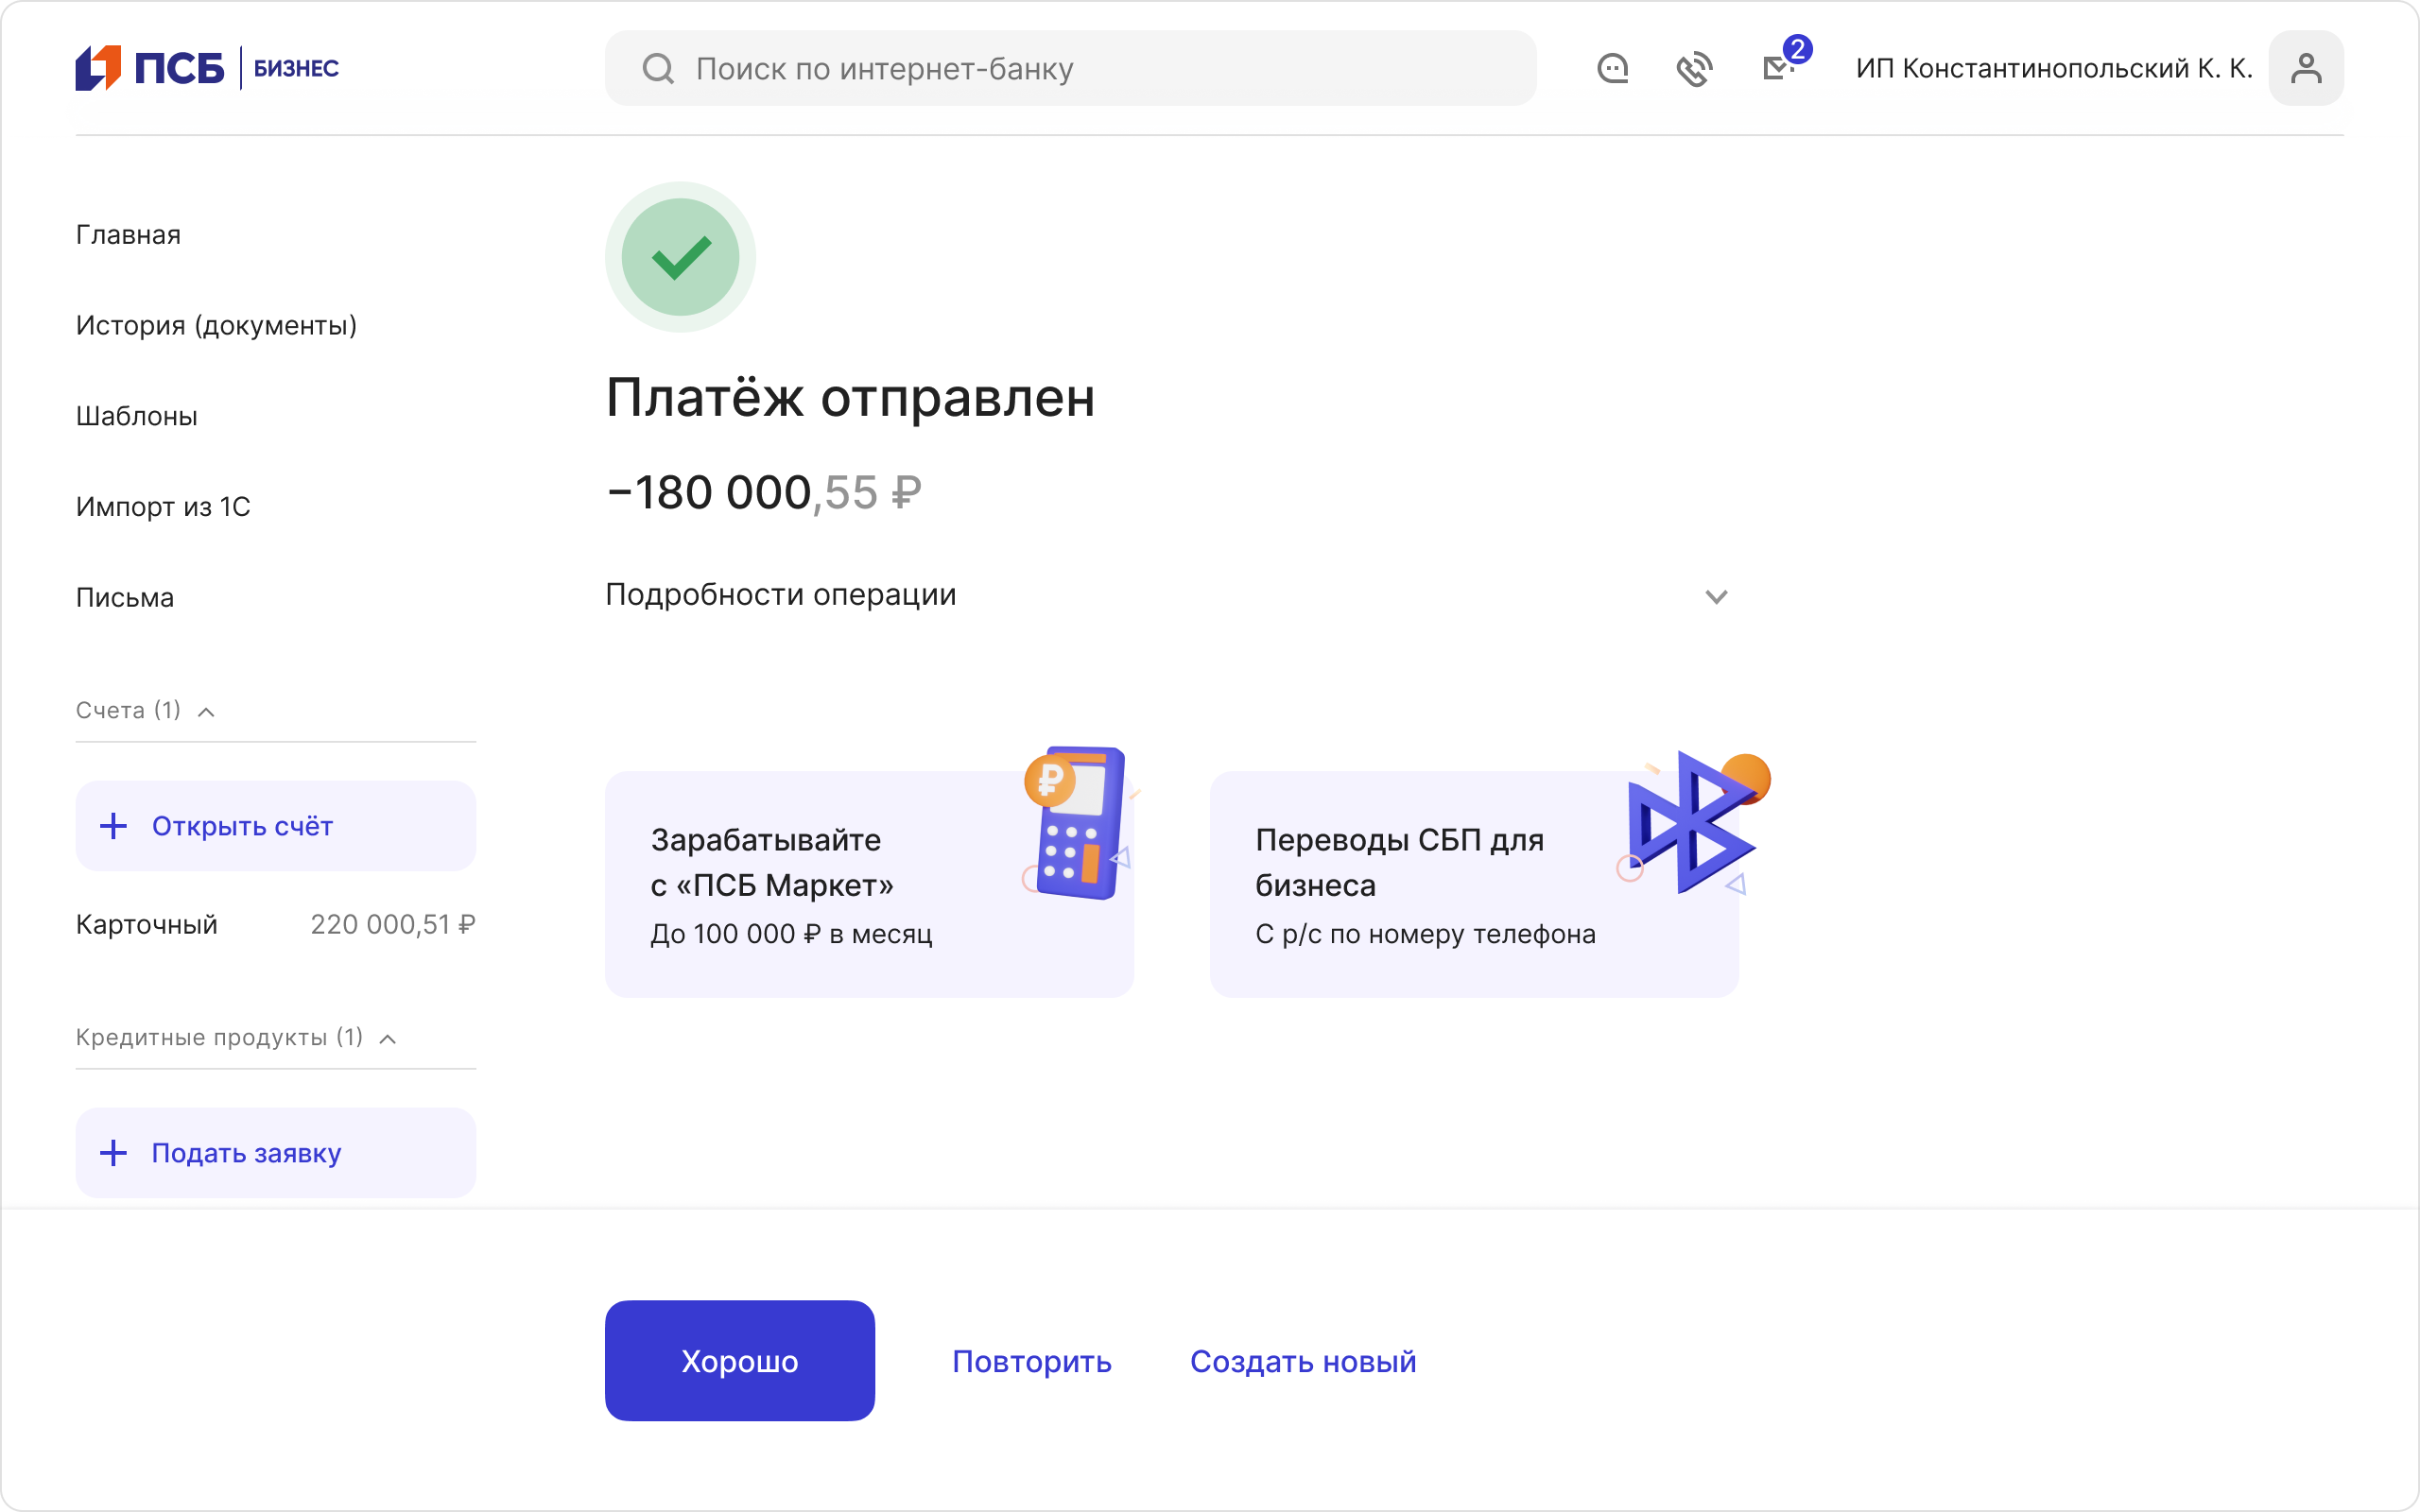 ПСБ БИЗНЕС
Поиск по интернет-банку
2
ИП Константинопольский К. К.
Главная
История (документы)
Шаблоны
Импорт из 1С
Письма
Счета (1)
Открыть счёт
Карточный 220 000,51 ₽
Кредитные продукты (1)
Подать заявку
Платёж отправлен
−180 000,55 ₽
Подробности операции
₽
Зарабатывайте
с «ПСБ Маркет»
До 100 000 ₽ в месяц
Переводы СБП для
бизнеса
С р/с по номеру телефона
Хорошо
Повторить
Создать новый